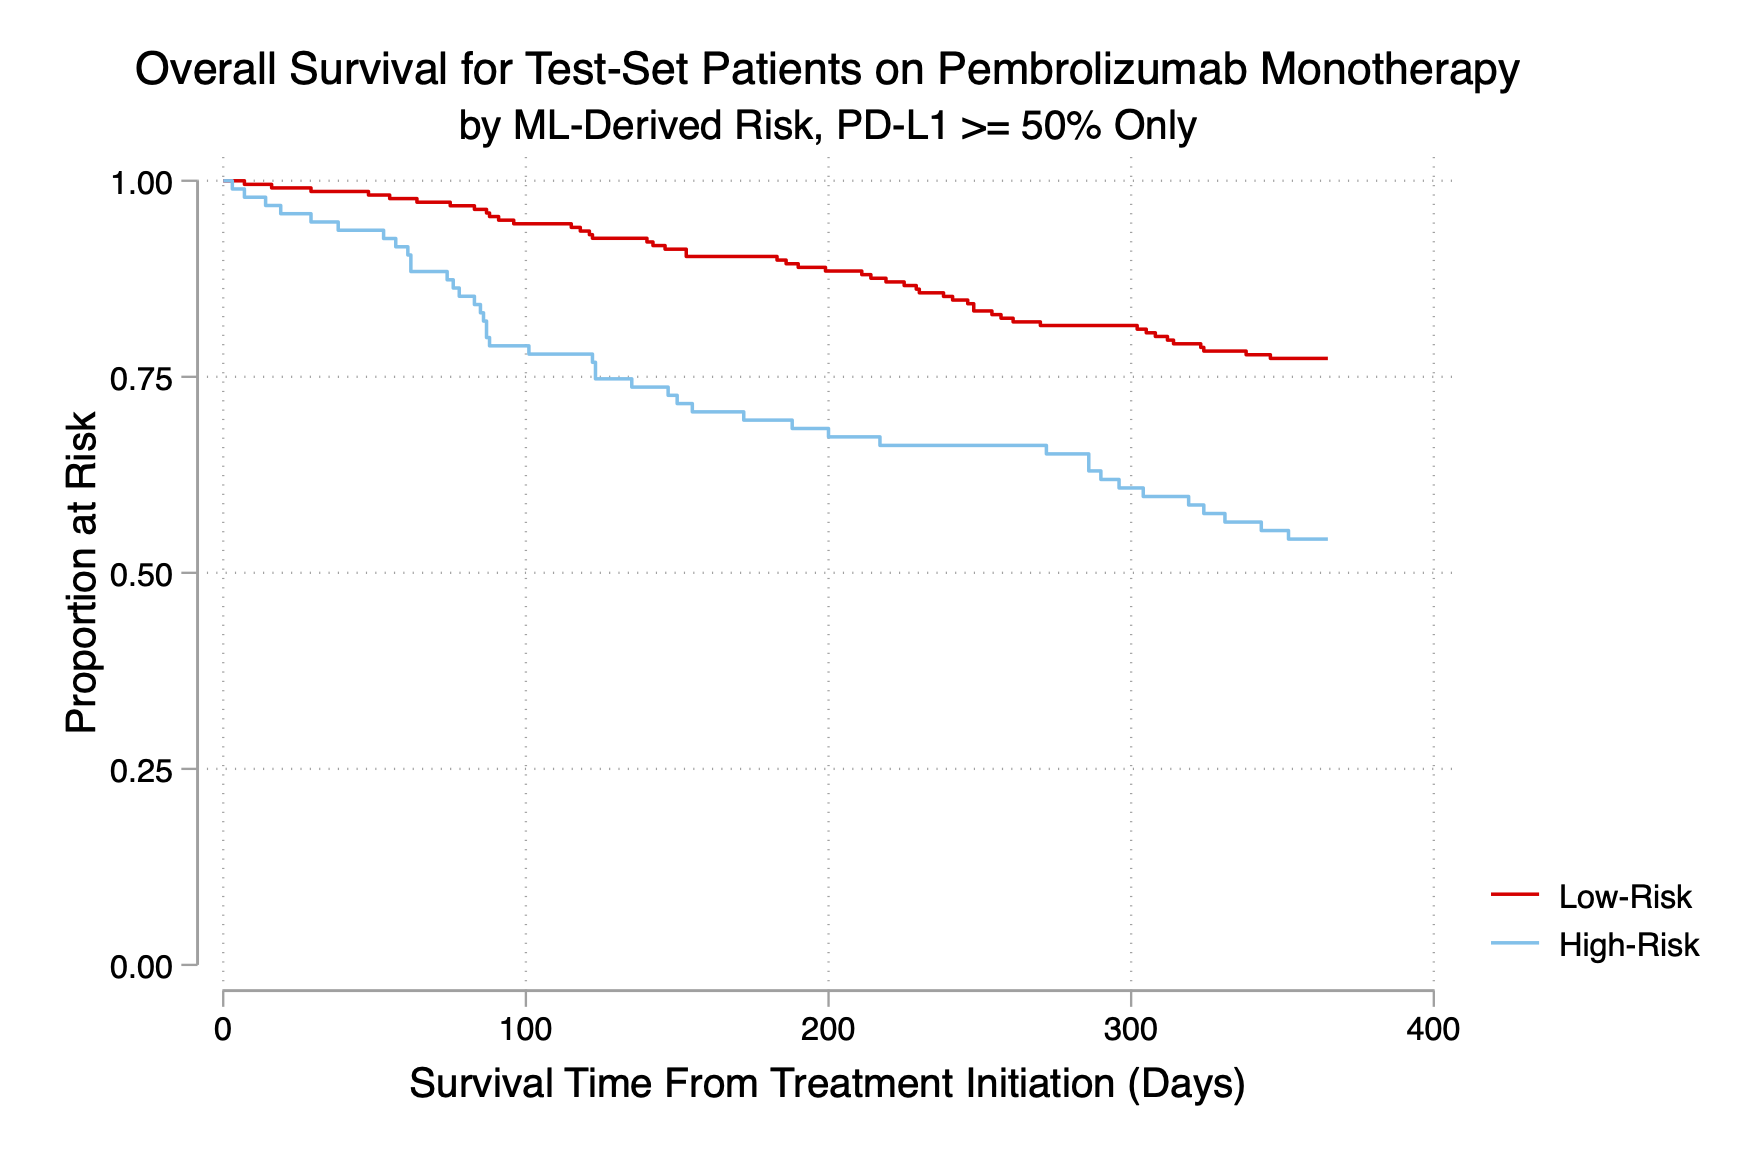 Overall Survival for Test-Set Patients on Pembrolizumab Monotherapy
by ML-Derived Risk, PD-L1 >= 50% Only
Proportion at Risk
1.00
0.75
0.50
0.25
0.00
0 100 200 300 400
Survival Time From Treatment Initiation (Days)
Low-Risk
High-Risk